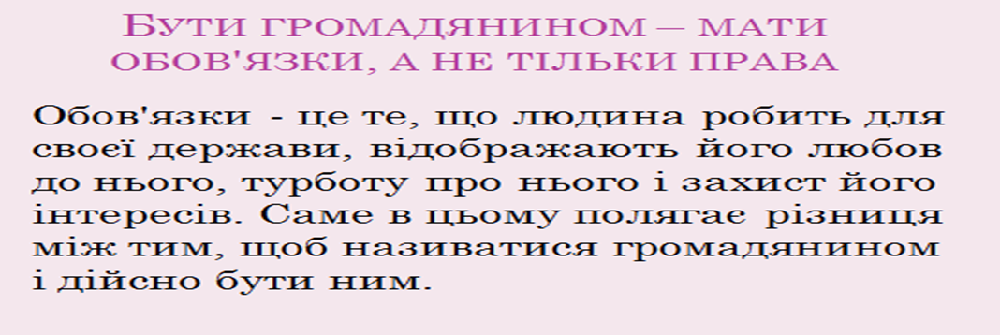 Бути громадянином – мати
обов'язки, а не тільки права
Обов'язки - це те, що людина робить для
своєї держави, відображають його любов
до нього, турботу про нього і захист його
інтересів. Саме в цьому полягає різниця
між тим, щоб називатися громадянином
і дійсно бути ним.